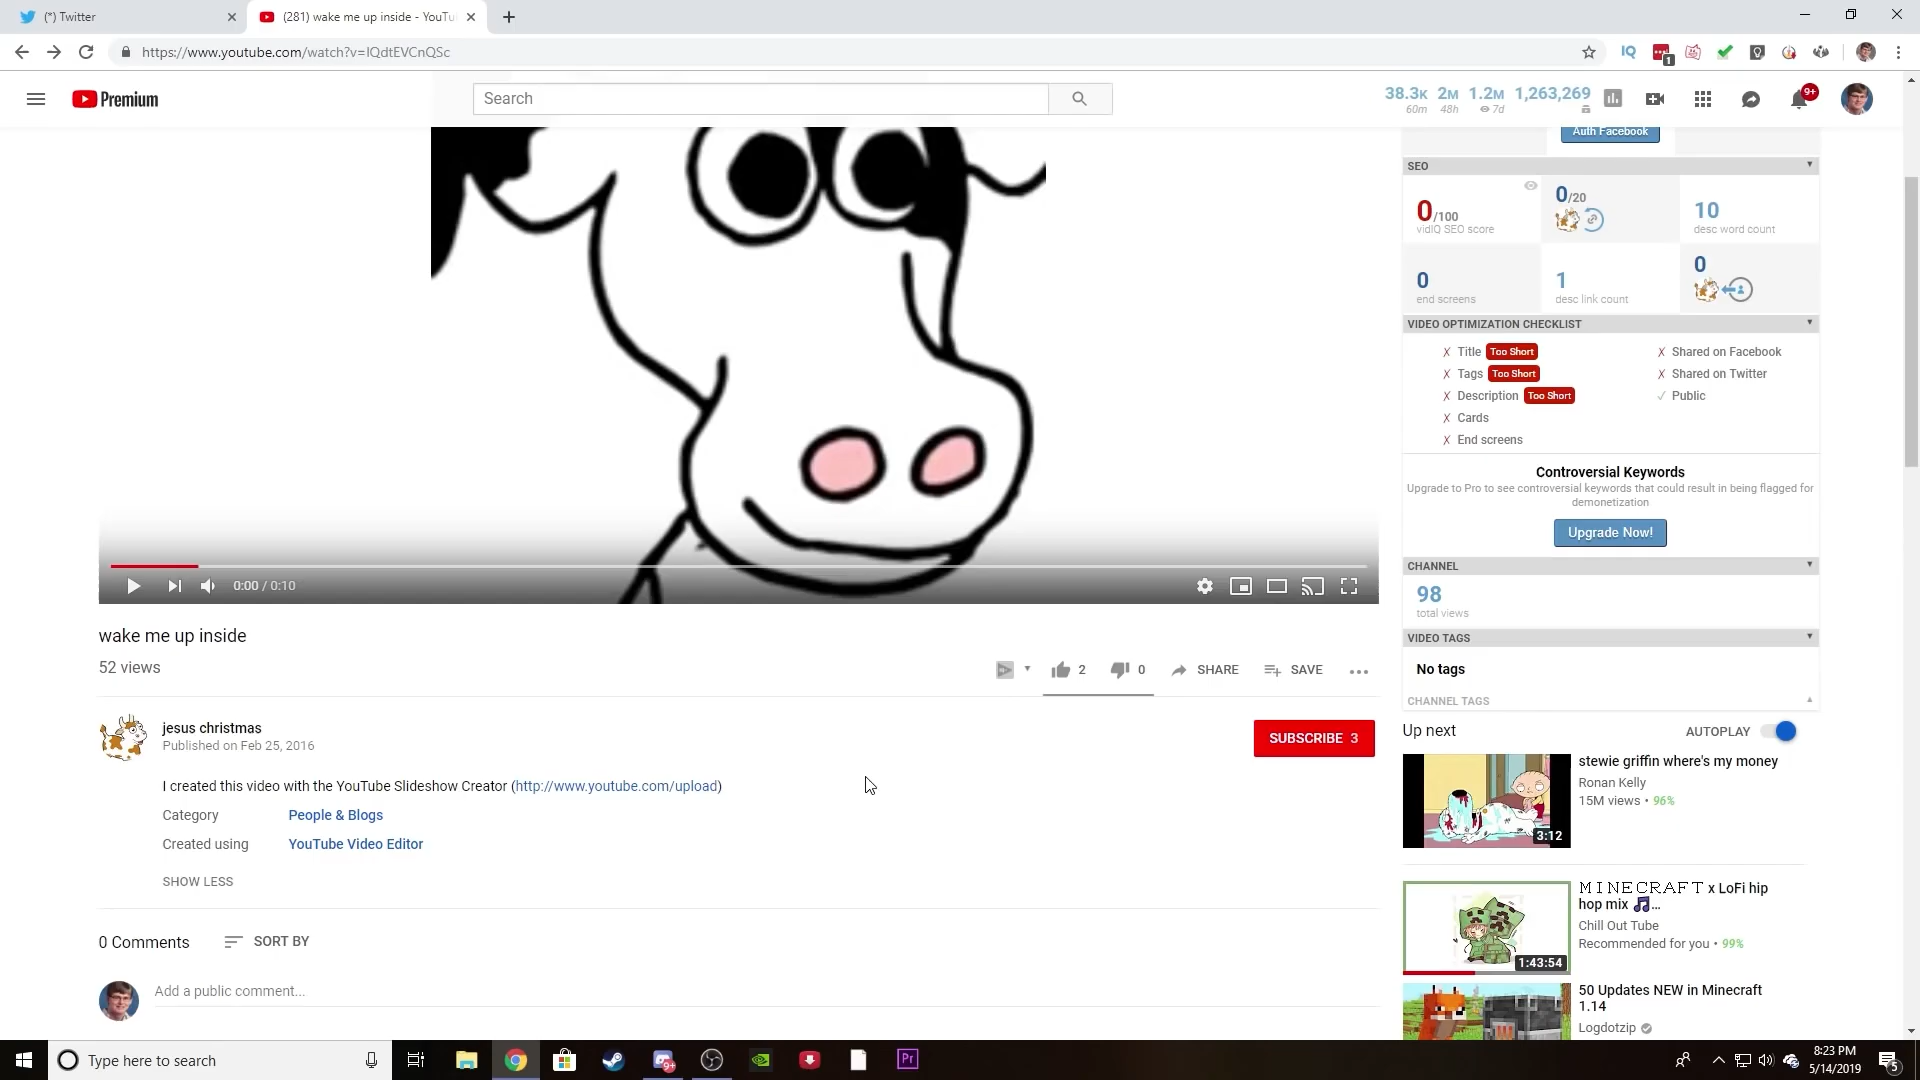 (*) Twitter
(281) wake me up inside - YouTu
https://www.youtube.com/watch?v=IQdtEVCnQSc
IQ
1
Premium
Search
38.3K 2M 1.2M 1,263,269
60m 48h 7d
9+
Auth Facebook
SEO
0/100
vidIQ SEO score
0/20
10
desc word count
0
end screens
1
desc link count
0
VIDEO OPTIMIZATION CHECKLIST
X Title Too Short
X Shared on Facebook
X Tags Too Short
X Shared on Twitter
X Description Too Short
✓ Public
X Cards
X End screens
Controversial Keywords
Upgrade to Pro to see controversial keywords that could result in being flagged for
demonetization
Upgrade Now!
CHANNEL
98
total views
VIDEO TAGS
No tags
CHANNEL TAGS
0:00 / 0:10
wake me up inside
52 views
2
0
SHARE
SAVE
jesus christmas
Published on Feb 25, 2016
SUBSCRIBE 3
I created this video with the YouTube Slideshow Creator (http://www.youtube.com/upload)
Category People & Blogs
Created using YouTube Video Editor
SHOW LESS
0 Comments
SORT BY
Add a public comment...
Up next
AUTOPLAY
stewie griffin where's my money
Ronan Kelly
15M views • 96%
3:12
𝙼𝙸𝙽𝙴𝙲𝚁𝙰𝙵𝚃 x LoFi hip
hop mix 🎵...
Chill Out Tube
Recommended for you • 99%
1:43:54
50 Updates NEW in Minecraft
1.14
Logdotzip
Type here to search
9+
Pr
8:23 PM
5/14/2019
5